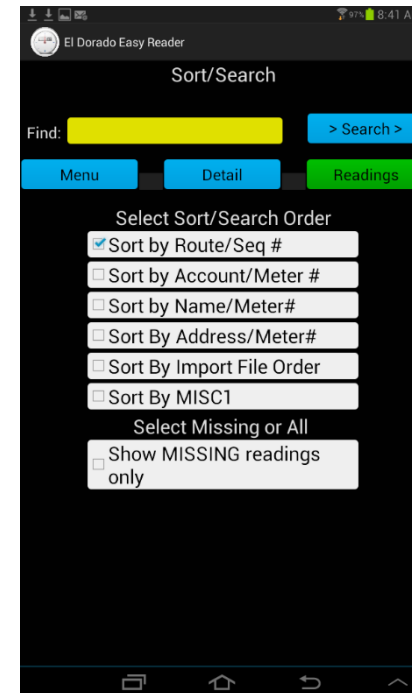 97% 8:41 A
El Dorado Easy Reader
Sort/Search
Find:
> Search >
Menu Detail Readings
Select Sort/Search Order
Sort by Route/Seq #
Sort by Account/Meter #
Sort by Name/Meter#
Sort By Address/Meter#
Sort By Import File Order
Sort By MISC1
Select Missing or All
Show MISSING readings
only